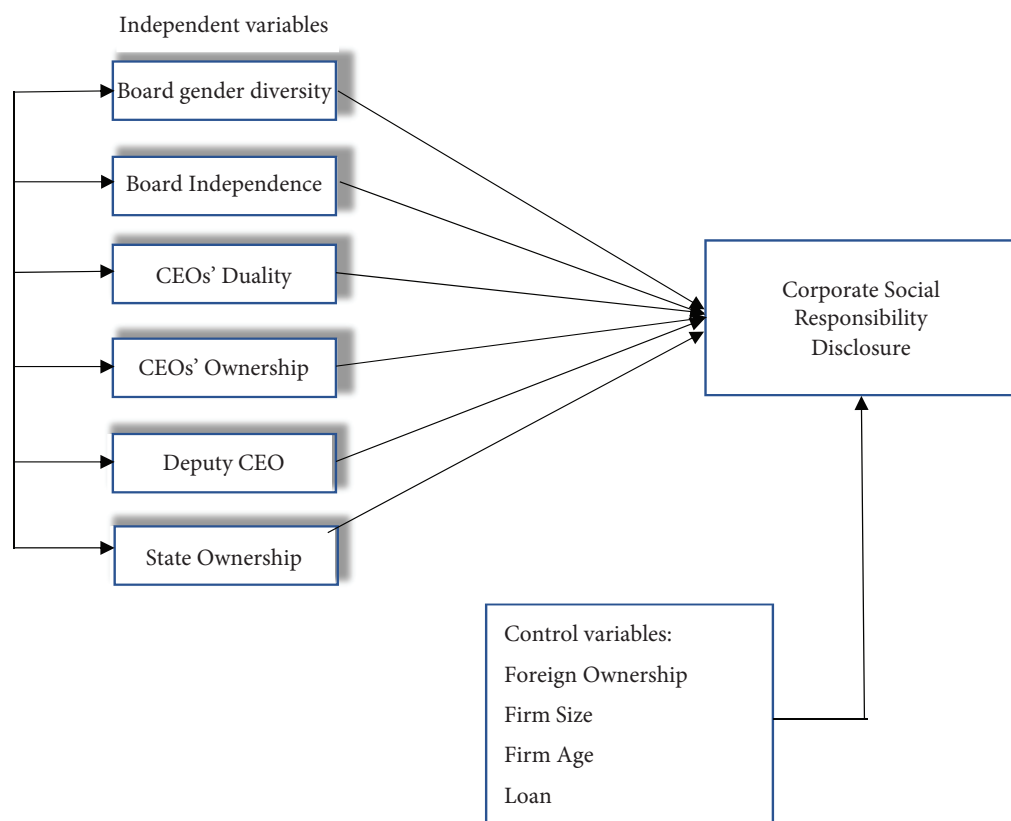 Independent variables
Board gender diversity
Board Independence
CEOs’ Duality
CEOs’ Ownership
Deputy CEO
State Ownership
Corporate Social
Responsibility
Disclosure
Control variables:
Foreign Ownership
Firm Size
Firm Age
Loan